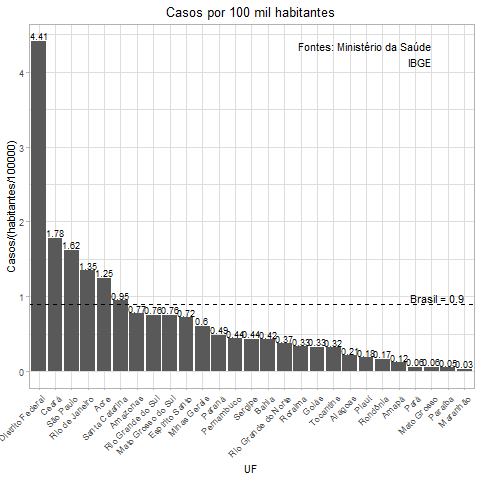 Casos por 100 mil habitantes
Fontes: Ministério da Saúde
IBGE
Casos/(habitantes/100000)
4
3
2
1
0
4.41
1.78
1.62
1.35
1.25
0.95
0.77
0.76
0.76
0.72
0.6
0.49
0.44
0.44
0.42
0.37
0.33
0.33
0.32
0.21
0.18
0.17
0.12
0.06
0.06
0.05
0.03
Brasil = 0.9
Distrito Federal
Ceará
São Paulo
Rio de Janeiro
Acre
Santa Catarina
Amazonas
Rio Grande do Sul
Mato Grosso do Sul
Espírito Santo
Minas Gerais
Paraná
Pernambuco
Sergipe
Bahia
Rio Grande do Norte
Roraima
Goiás
Tocantins
Alagoas
Piauí
Rondônia
Amapá
Pará
Mato Grosso
Paraíba
Maranhão
UF